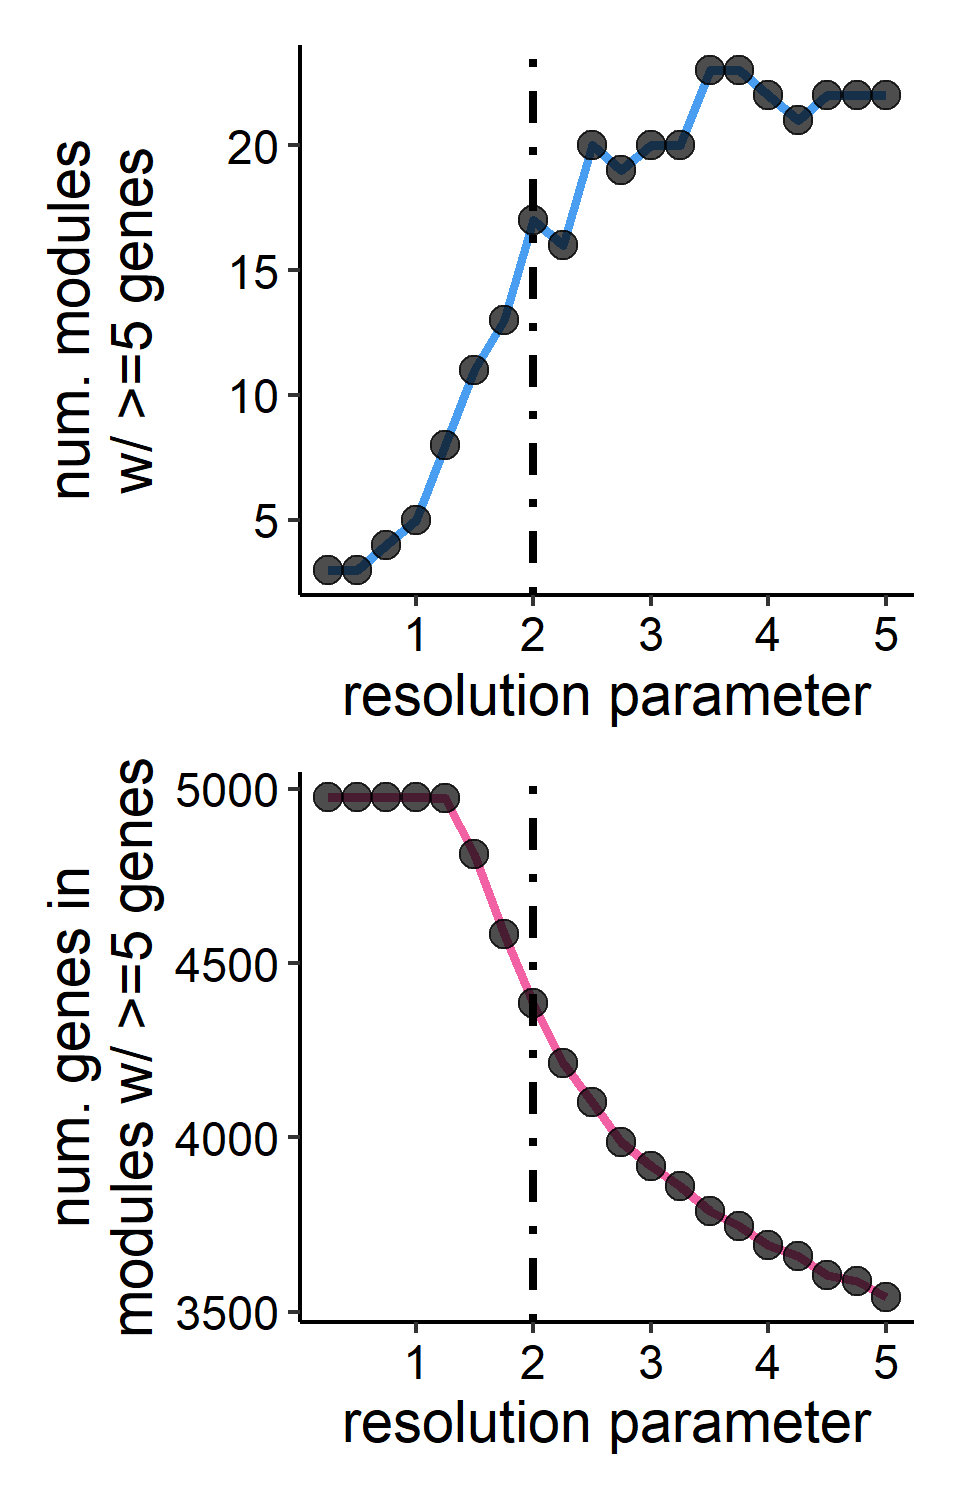 num. modules
w/ >=5 genes
20
15
10
5
1 2 3 4 5
resolution parameter
num. genes in
modules w/ >=5 genes
5000
4500
4000
3500
1 2 3 4 5
resolution parameter